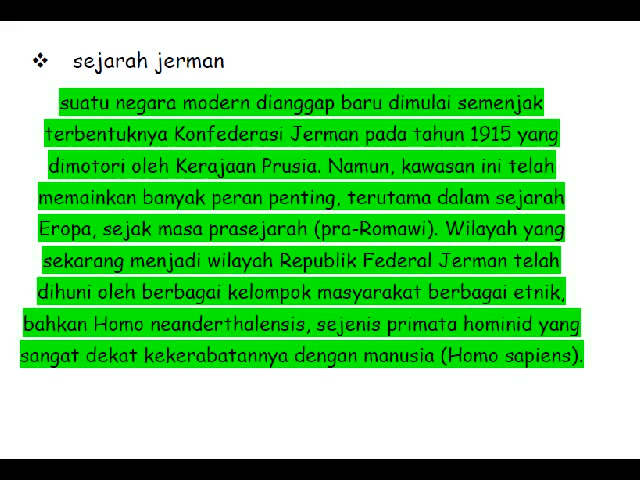 ❖ sejarah jerman
suatu negara modern dianggap baru dimulai semenjak
terbentuknya Konfederasi Jerman pada tahun 1915 yang
dimotori oleh Kerajaan Prusia. Namun, kawasan ini telah
memainkan banyak peran penting, terutama dalam sejarah
Eropa, sejak masa prasejarah (pra-Romawi). Wilayah yang
sekarang menjadi wilayah Republik Federal Jerman telah
dihuni oleh berbagai kelompok masyarakat berbagai etnik,
bahkan Homo neanderthalensis, sejenis primata hominid yang
sangat dekat kekerabatannya dengan manusia (Homo sapiens).